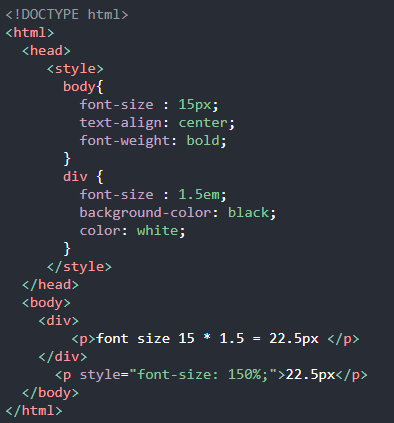 <!DOCTYPE html>
<html>
  <head>
     <style>
       body{
         font-size : 15px;
         text-align: center;
         font-weight: bold;
       }
       div {
         font-size : 1.5em;
         background-color: black;
         color: white;
       }
     </style>
  </head>
  <body>
    <div>
        <p>font size 15 * 1.5 = 22.5px </p>
    </div>
      <p style="font-size: 150%;">22.5px</p>
  </body>
</html>